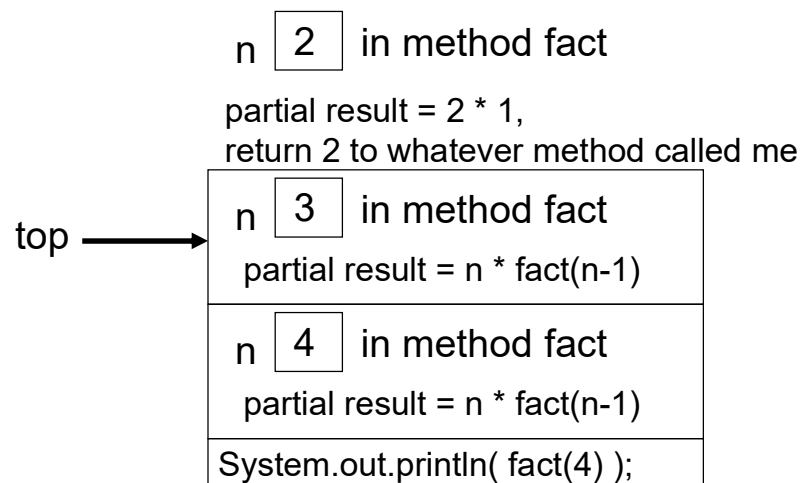 n 2 in method fact
partial result = 2 * 1,
return 2 to whatever method called me
n 3 in method fact
top
partial result = n * fact(n-1)
n 4 in method fact
partial result = n * fact(n-1)
System.out.println( fact(4) );